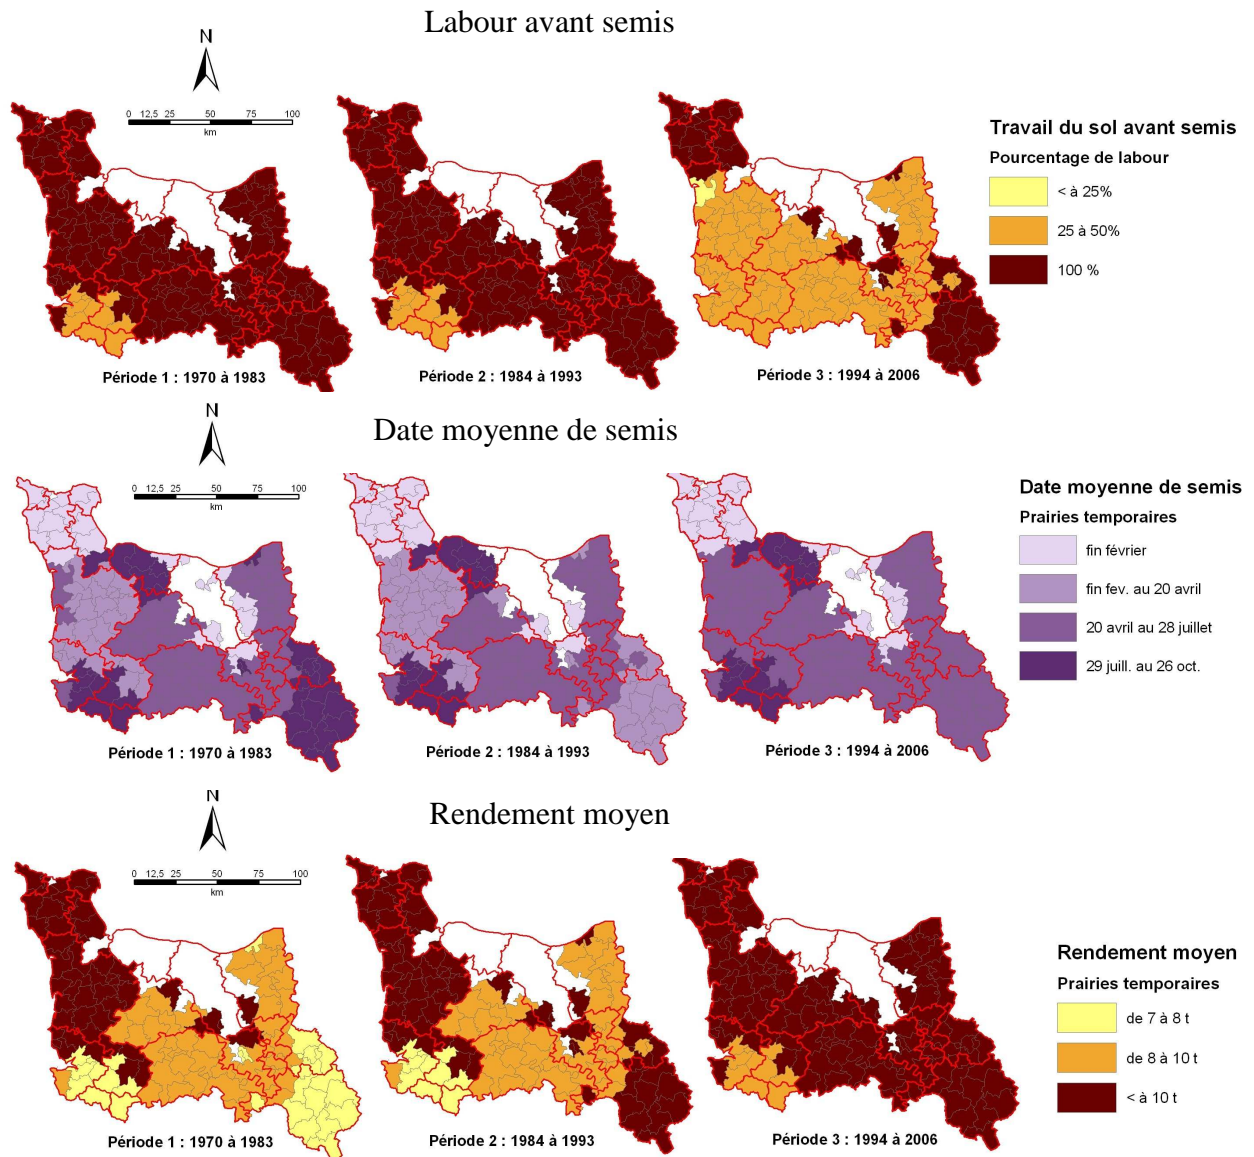 Labour avant semis
N
0 12,5 25 50 75 100
km
Travail du sol avant semis
Pourcentage de labour
< à 25%
25 à 50%
100 %
Période 1 : 1970 à 1983
Période 2 : 1984 à 1993
Période 3 : 1994 à 2006
Date moyenne de semis
N
0 12,5 25 50 75 100
km
Date moyenne de semis
Prairies temporaires
fin février
fin fev. au 20 avril
20 avril au 28 juillet
29 juill. au 26 oct.
Période 1 : 1970 à 1983
Période 2 : 1984 à 1993
Période 3 : 1994 à 2006
Rendement moyen
N
0 12,5 25 50 75 100
km
Rendement moyen
Prairies temporaires
de 7 à 8 t
de 8 à 10 t
< à 10 t
Période 1 : 1970 à 1983
Période 2 : 1984 à 1993
Période 3 : 1994 à 2006